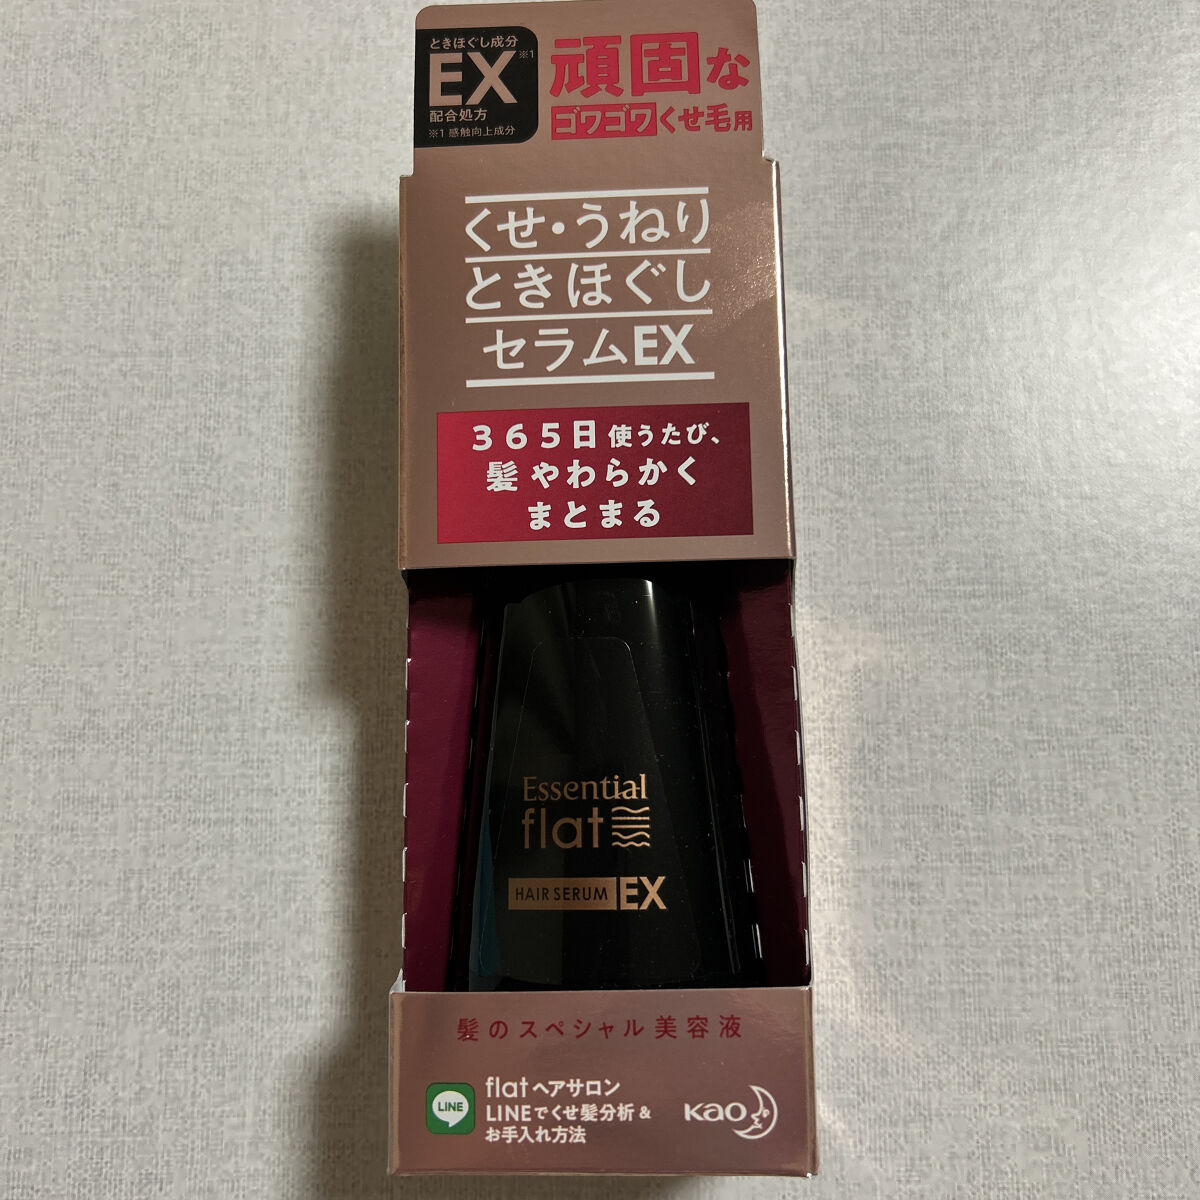 ときほぐし成分
EX※1
配合処方
※1 感触向上成分
頑固な
ゴワゴワくせ毛用
くせ・うねり
ときほぐし
セラムEX
365日使うたび、
髪やわらかく
まとまる
Essential
flat
HAIR SERUM EX
髪のスペシャル美容液
LINE
flatヘアサロン
LINEでくせ髪分析&
お手入れ方法
Kao